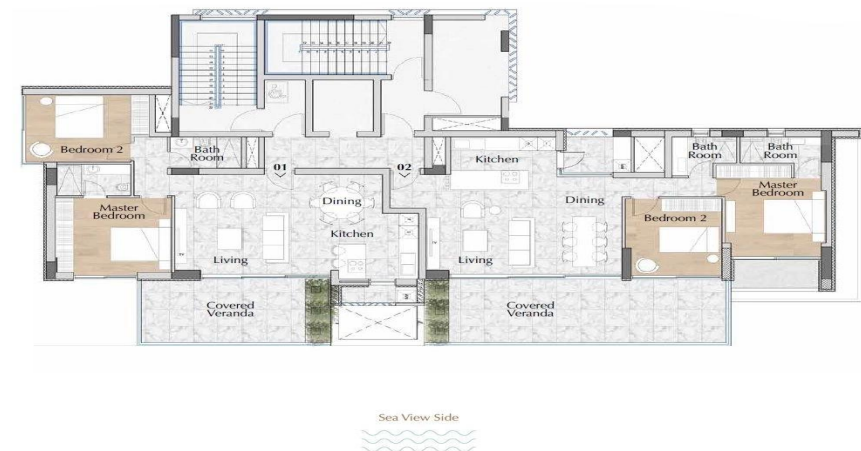 Bedroom 2
Bath
Room
01
02
Kitchen
Bath
Room
Bath
Room
Master
Bedroom
Dining
Dining
Master
Bedroom
Bedroom 2
Kitchen
Living
Living
Covered
Veranda
Covered
Veranda
Sea View Side